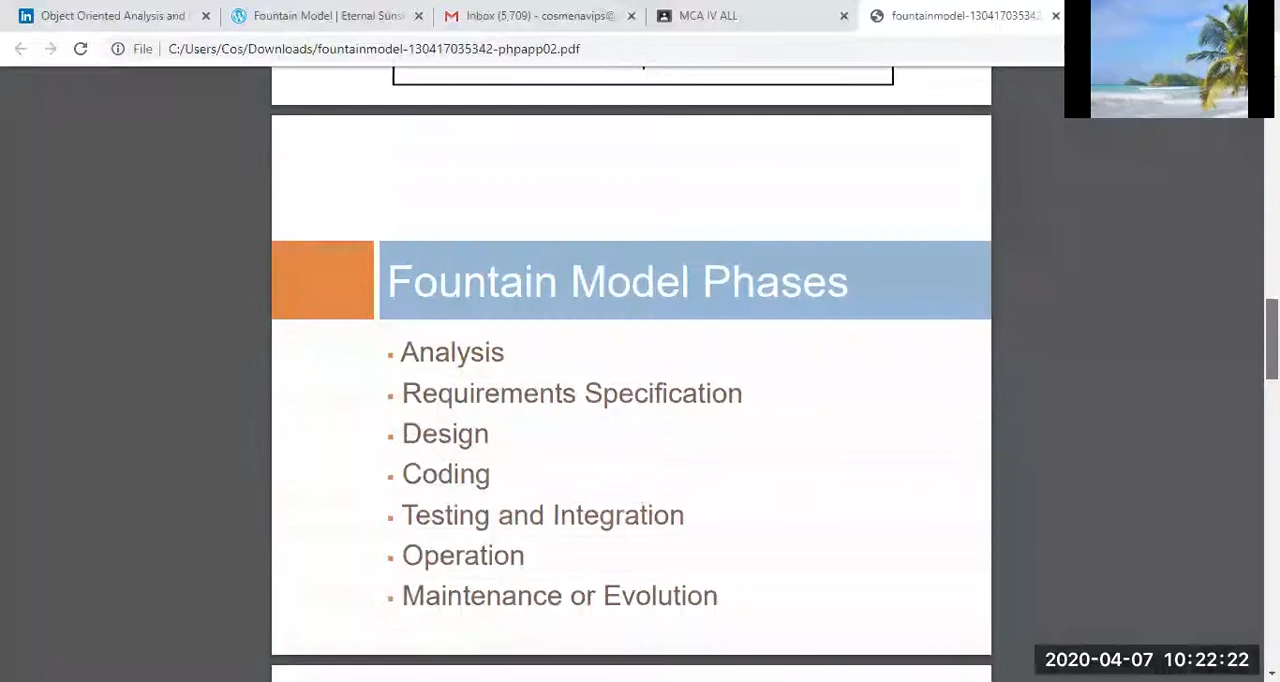 Object Oriented Analysis and
Fountain Model | Eternal Suns
Inbox (5,709) - cosmenavips@
MCA IV ALL
fountainmodel-130417035342
File
C:/Users/Cos/Downloads/fountainmodel-130417035342-phpapp02.pdf
Fountain Model Phases
▪ Analysis
▪ Requirements Specification
▪ Design
▪ Coding
▪ Testing and Integration
▪ Operation
▪ Maintenance or Evolution
2020-04-07 10:22:22